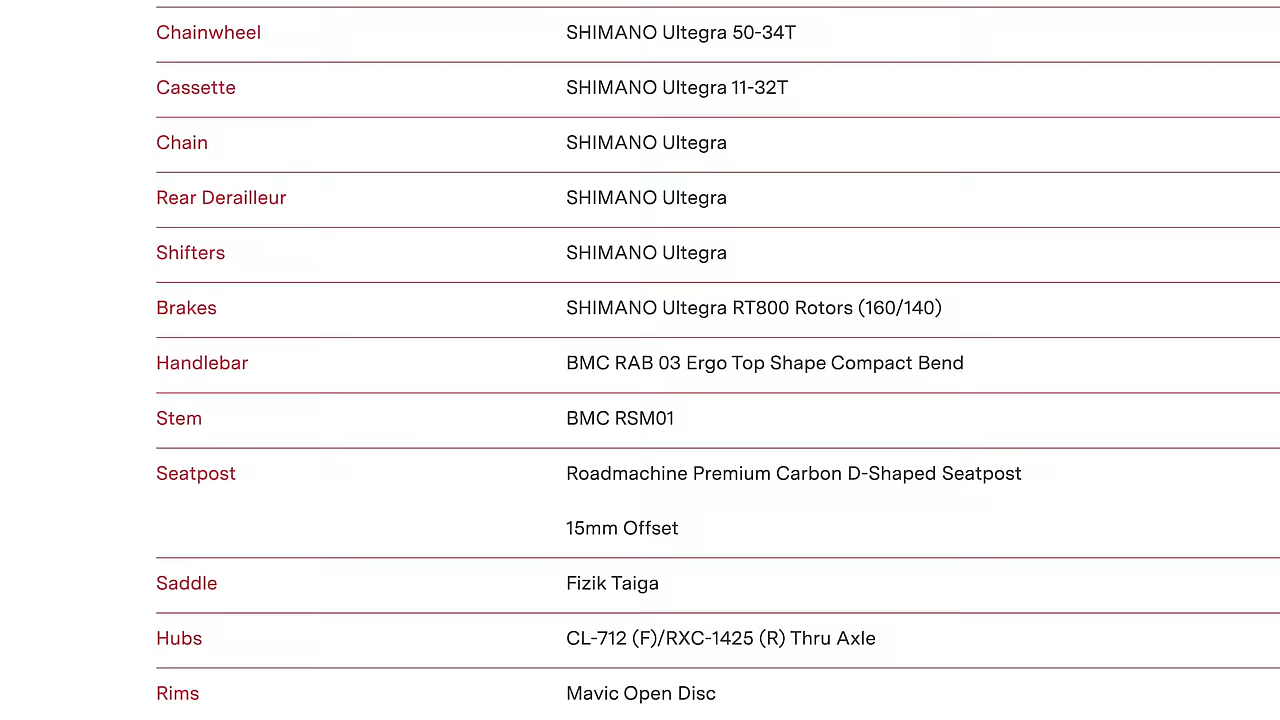 Chainwheel SHIMANO Ultegra 50-34T
Cassette SHIMANO Ultegra 11-32T
Chain SHIMANO Ultegra
Rear Derailleur SHIMANO Ultegra
Shifters SHIMANO Ultegra
Brakes SHIMANO Ultegra RT800 Rotors (160/140)
Handlebar BMC RAB 03 Ergo Top Shape Compact Bend
Stem BMC RSM01
Seatpost Roadmachine Premium Carbon D-Shaped Seatpost
15mm Offset
Saddle Fizik Taiga
Hubs CL-712 (F)/RXC-1425 (R) Thru Axle
Rims Mavic Open Disc